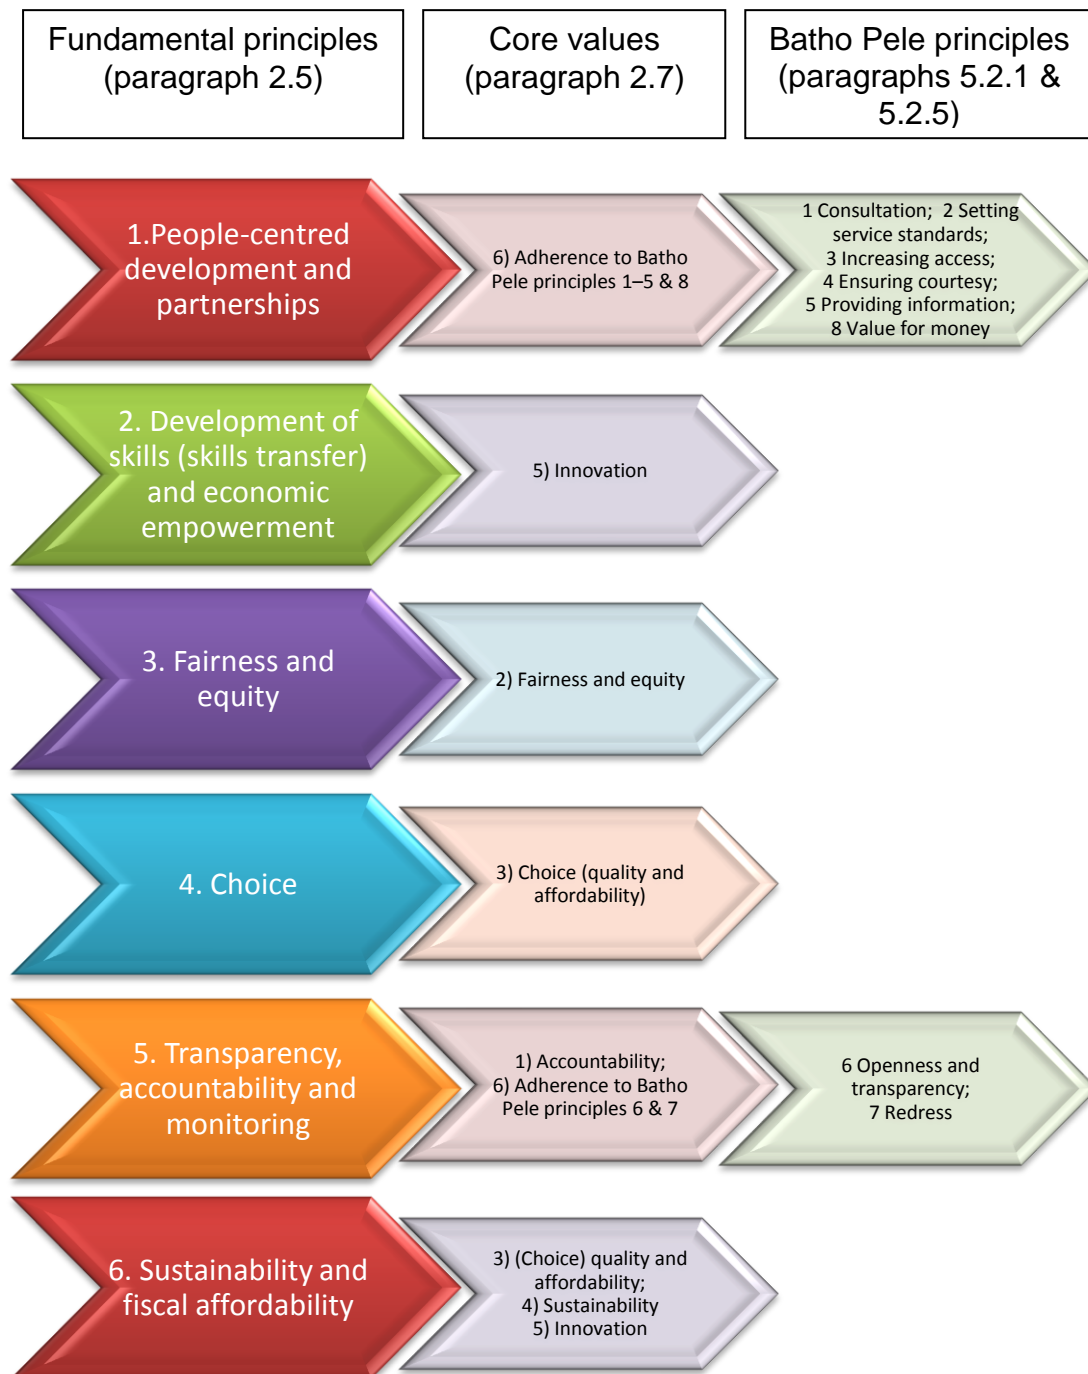 Fundamental principles
(paragraph 2.5)
Core values
(paragraph 2.7)
Batho Pele principles
(paragraphs 5.2.1 &
5.2.5)
1.People-centred
development and
partnerships
6) Adherence to Batho
Pele principles 1–5 & 8
1 Consultation;  2 Setting
service standards;
3 Increasing access;
4 Ensuring courtesy;
5 Providing information;
8 Value for money
2. Development of
skills (skills transfer)
and economic
empowerment
5) Innovation
3. Fairness and
equity
2) Fairness and equity
4. Choice
3) Choice (quality and
affordability)
5. Transparency,
accountability and
monitoring
1) Accountability;
6) Adherence to Batho
Pele principles 6 & 7
6 Openness and
transparency;
7 Redress
6. Sustainability and
fiscal affordability
3) (Choice) quality and
affordability;
4) Sustainability
5) Innovation